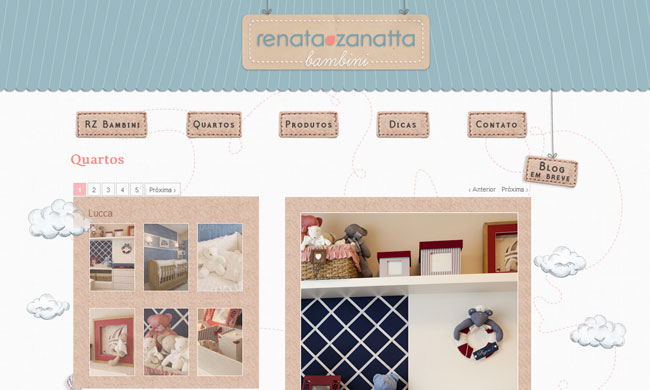 renata zanatta
bambini
RZ Bambini
Quartos
Produtos
Dicas
Contato
Blog
em breve
Quartos
1 2 3 4 5 Próxima ›
‹ Anterior Próxima ›
Lucca